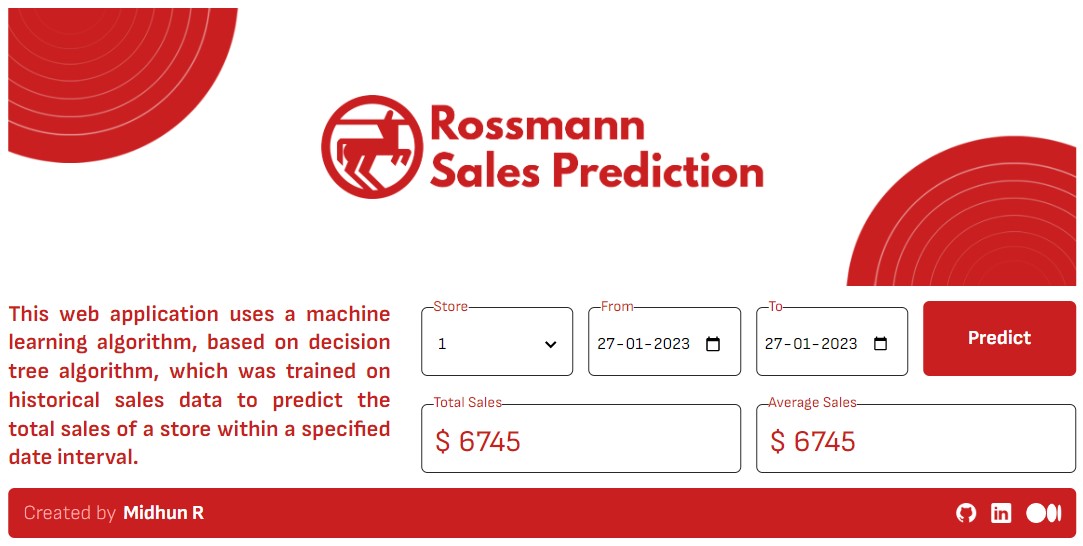 Rossmann
Sales Prediction
This web application uses a machine
learning algorithm, based on decision
tree algorithm, which was trained on
historical sales data to predict the
total sales of a store within a specified
date interval.
Store
1
From
27-01-2023
To
27-01-2023
Predict
Total Sales
$ 6745
Average Sales
$ 6745
Created by Midhun R
in